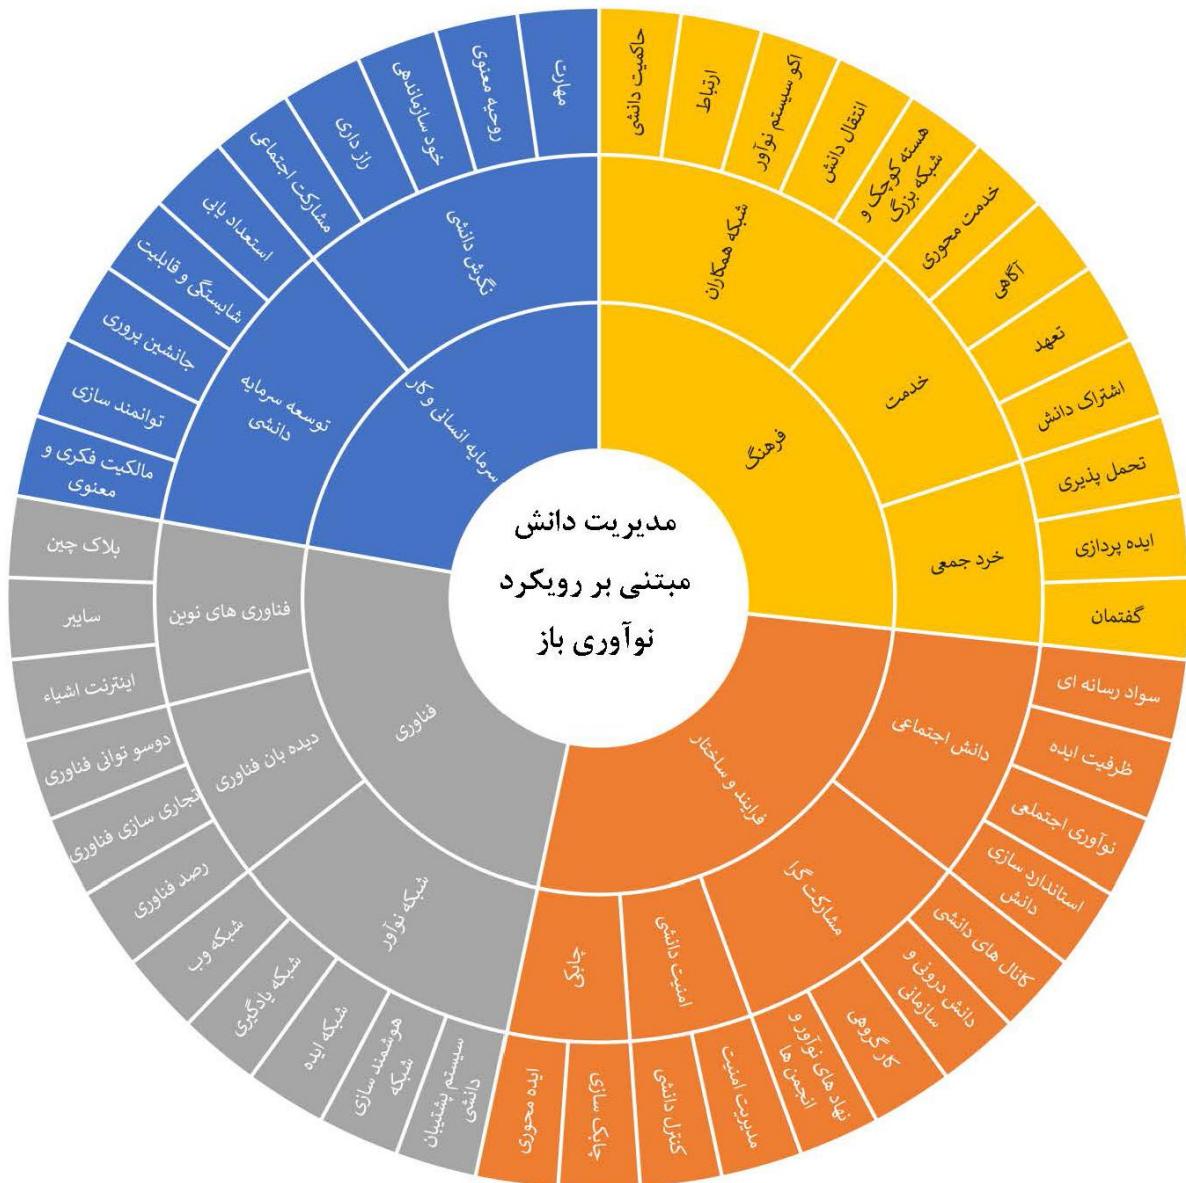 مدیریت دانش
مبتنی بر رویکرد
نوآوری باز
فرهنگ
شبکه همکاران
حاکمیت دانشی
ارتباط
اکو سیستم نوآور
انتقال دانش
هسته کوچک و
شبکه بزرگ
خدمت
خدمت محوری
آگاهی
تعهد
اشتراک دانش
خرد جمعی
تحمل پذیری
ایده پردازی
گفتمان
فرایند و ساختار
دانش اجتماعی
سواد رسانه ای
ظرفیت ایده
نوآوری اجتملعی
استاندارد سازی
دانش
مشارکت گرا
کانال های دانشی
دانش درونی و
سازمانی
کار گروهی
نهاد های نوآور و
انجمن ها
امنیت دانشی
مدیریت امنیت
کنترل دانشی
چابک
چابک سازی
ایده محوری
فناوری
شبکه نوآور
سیستم پشتیبان
دانشی
هوشمند سازی
شبکه
شبکه ایده
شبکه یادگیری
شبکه وب
دیده بان فناوری
رصد فناوری
تجاری سازی فناوری
دوسو توانی فناوری
فناوری های نوین
اینترنت اشیاء
سایبر
بلاک چین
سرمایه انسانی و کار
توسعه سرمایه
دانشی
مالکیت فکری و
معنوی
توانمند سازی
جانشین پروری
شایستگی و قابلیت
استعداد یابی
نگرش دانشی
مشارکت اجتماعی
راز داری
خود سازماندهی
روحیه معنوی
مهارت